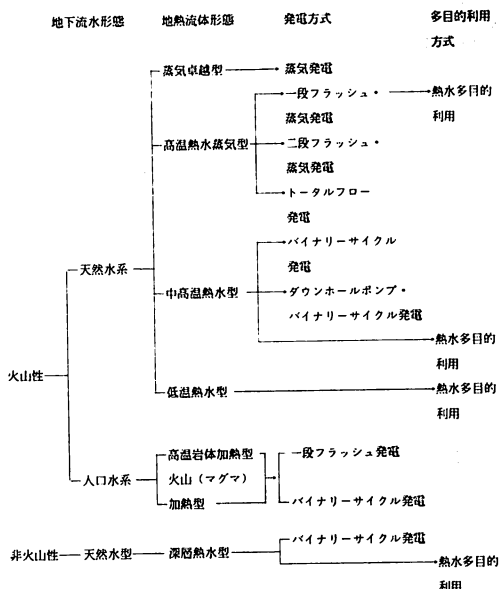 地下流水形態　地熱流体形態　発電方式　多目的利用
方式
蒸気卓越型　蒸気発電
一段フラッシュ・　熱水多目的
蒸気発電　利用
高温熱水蒸気型　二段フラッシュ・
蒸気発電
トータルフロー
発電
バイナリーサイクル
天然水系　発電
中高温熱水型　ダウンホールポンプ・
バイナリーサイクル発電
熱水多目的
利用
火山性
低温熱水型　熱水多目的
利用
高温岩体加熱型　一段フラッシュ発電
人口水系　火山（マグマ）
加熱型　バイナリーサイクル発電
バイナリーサイクル発電
非火山性　天然水型　深層熱水型
熱水多目的
利用